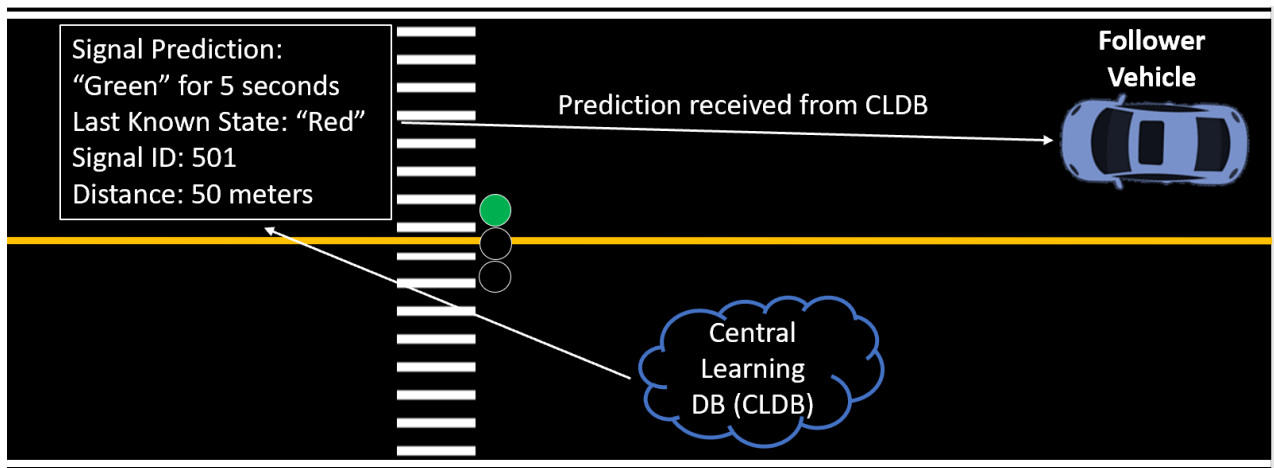 Signal Prediction:
“Green” for 5 seconds
Last Known State: “Red”
Signal ID: 501
Distance: 50 meters
Prediction received from CLDB
Follower
Vehicle
Central
Learning
DB (CLDB)